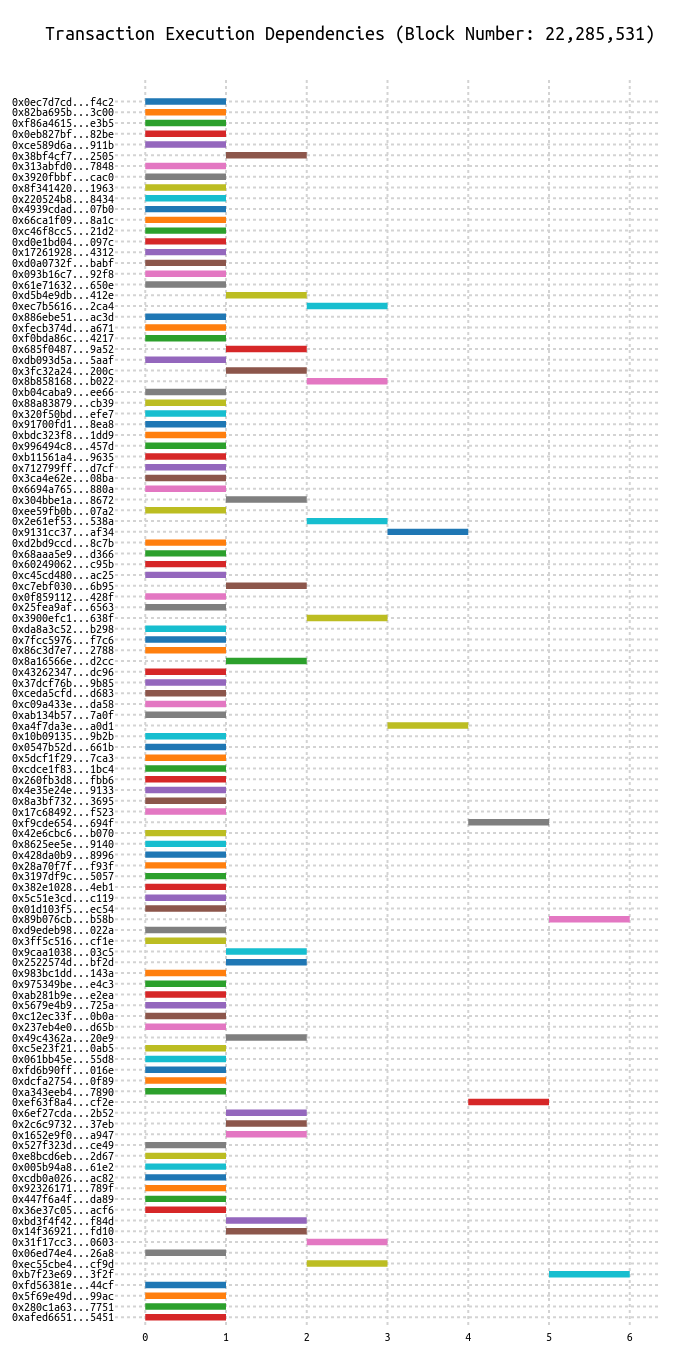 Transaction Execution Dependencies (Block Number: 22,285,531)
0x0ec7d7cd...f4c2
0x82ba695b...3c00
0xf86a4615...e3b5
0x0eb827bf...82be
0xce589d6a...911b
0x38bf4cf7...2505
0x313abfd0...7848
0x3920fbbf...cac0
0x8f341420...1963
0x220524b8...8434
0x4939cdad...07b0
0x66ca1f09...8a1c
0xc46f8cc5...21d2
0xd0e1bd04...097c
0x17261928...4312
0xd0a0732f...babf
0x093b16c7...92f8
0x61e71632...650e
0xd5b4e9db...412e
0xec7b5616...2ca4
0x886ebe51...ac3d
0xfecb374d...a671
0xf0bda86c...4217
0x685f0487...9a52
0xdb093d5a...5aaf
0x3fc32a24...200c
0x8b858168...b022
0xb04caba9...ee66
0x88a83879...cb39
0x320f50bd...efe7
0x91700fd1...8ea8
0xbdc323f8...1dd9
0x996494c8...457d
0xb11561a4...9635
0x712799ff...d7cf
0x3ca4e62e...08ba
0x6694a765...880a
0x304bbe1a...8672
0xee59fb0b...07a2
0x2e61ef53...538a
0x9131cc37...af34
0xd2bd9ccd...8c7b
0x68aaa5e9...d366
0x60249062...c95b
0xc45cd480...ac25
0xc7ebf030...6b95
0x0f859112...428f
0x25fea9af...6563
0x3900efc1...638f
0xda8a3c52...b298
0x7fcc5976...f7c6
0x86c3d7e7...2788
0x8a16566e...d2cc
0x43262347...dc96
0x37dcf76b...9b85
0xceda5cfd...d683
0xc09a433e...da58
0xab134b57...7a0f
0xa4f7da3e...a0d1
0x10b09135...9b2b
0x0547b52d...661b
0x5dcf1f29...7ca3
0xcdce1f83...1bc4
0x260fb3d8...fbb6
0x4e35e24e...9133
0x8a3bf732...3695
0x17c68492...f523
0xf9cde654...694f
0x42e6cbc6...b070
0x8625ee5e...9140
0x428da0b9...8996
0x28a70f7f...f93f
0x3197df9c...5057
0x382e1028...4eb1
0x5c51e3cd...c119
0x01d103f5...ec54
0x89b076cb...b58b
0xd9edeb98...022a
0x3ff5c516...cf1e
0x9caa1038...03c5
0x2522574d...bf2d
0x983bc1dd...143a
0x975349be...e4c3
0xab281b9e...e2ea
0x5679e4b9...725a
0xc12ec33f...0b0a
0x237eb4e0...d65b
0x49c4362a...20e9
0xc5e23f21...0ab5
0x061bb45e...55d8
0xfd6b90ff...016e
0xdcfa2754...0f89
0xa343eeb4...7890
0xef63f8a4...cf2e
0x6ef27cda...2b52
0x2c6c9732...37eb
0x1652e9f0...a947
0x527f323d...ce49
0xe8bcd6eb...2d67
0x005b94a8...61e2
0xcdb0a026...ac82
0x92326171...789f
0x447f6a4f...da89
0x36e37c05...acf6
0xbd3f4f42...f84d
0x14f36921...fd10
0x31f17cc3...0603
0x06ed74e4...26a8
0xec55cbe4...cf9d
0xb7f23e69...3f2f
0xfd56381e...44cf
0x5f69e49d...99ac
0x280c1a63...7751
0xafed6651...5451
0 1 2 3 4 5 6